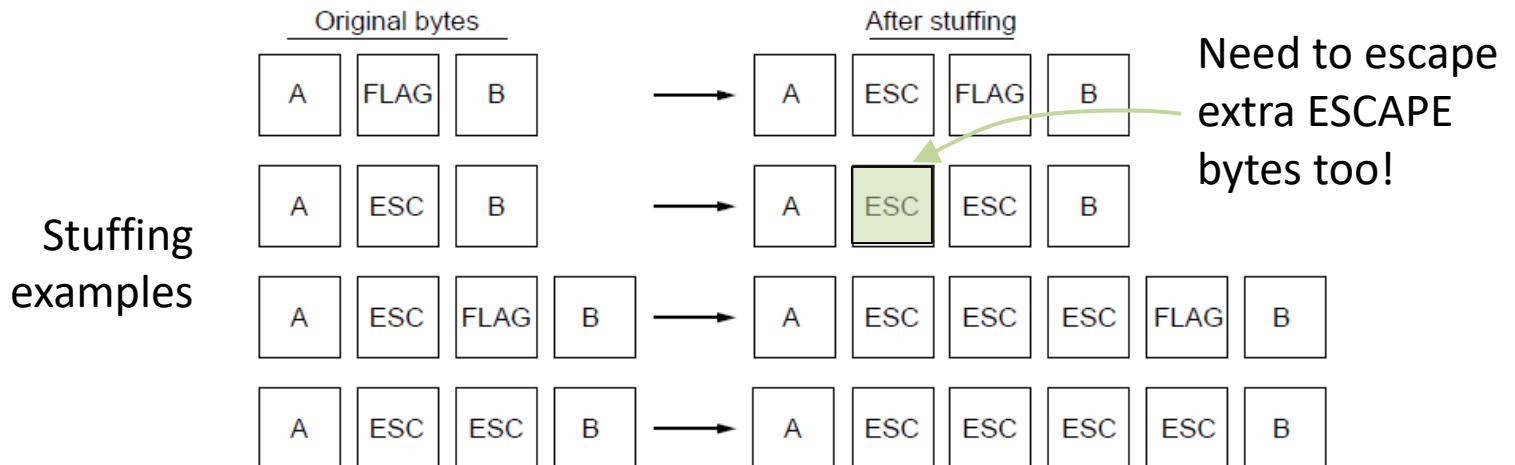 Original bytes After stuffing
A FLAG B A ESC FLAG B
Need to escape
extra ESCAPE
bytes too!
A ESC B A ESC ESC B
Stuffing
examples
A ESC FLAG B A ESC ESC ESC FLAG B
A ESC ESC B A ESC ESC ESC ESC B